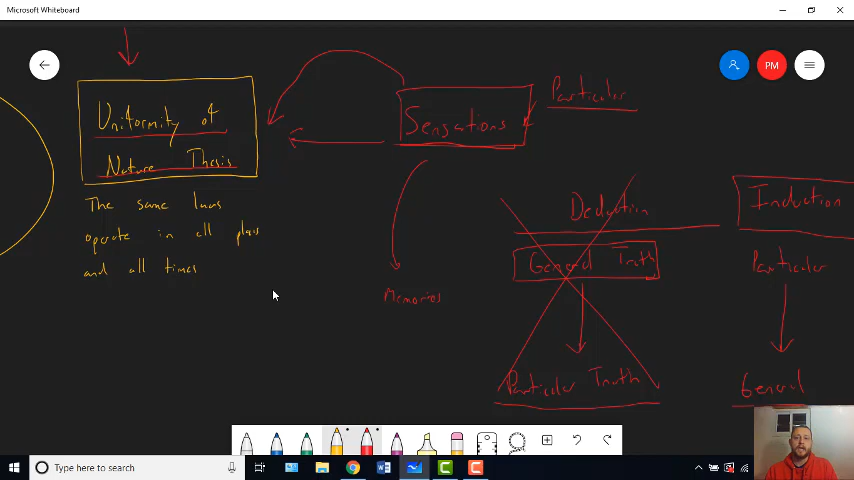 Microsoft Whiteboard
PM
Uniformity of
Nature Thesis
The same laws
operate in all places
and all times
Sensations
Particular
Memories
Deduction
General Truth
Particular Truth
Induction
Particular
General
Type here to search